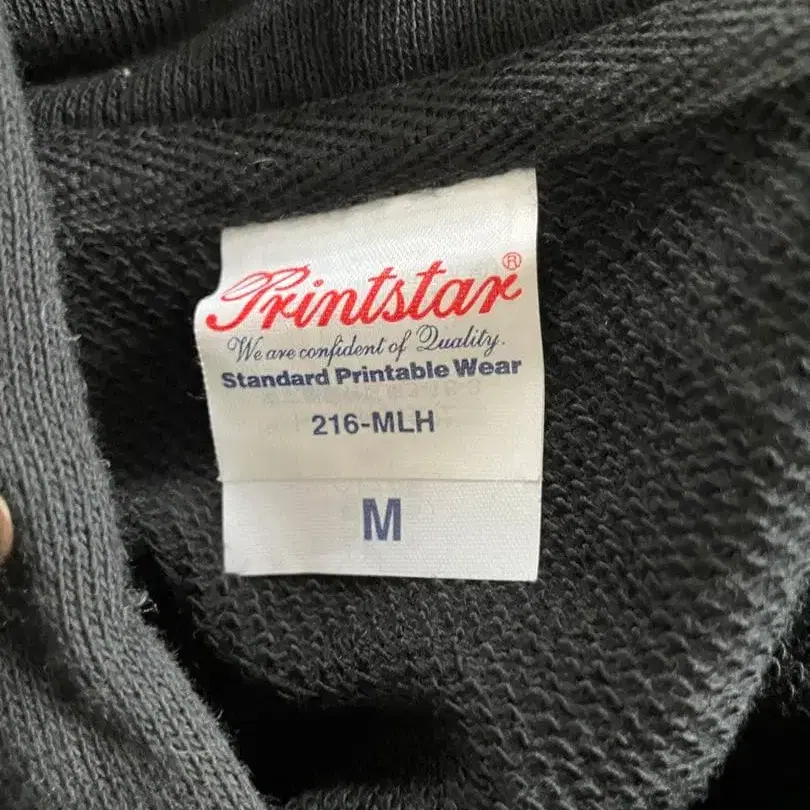 Printstar®
We are confident of Quality.
Standard Printable Wear
216-MLH
M